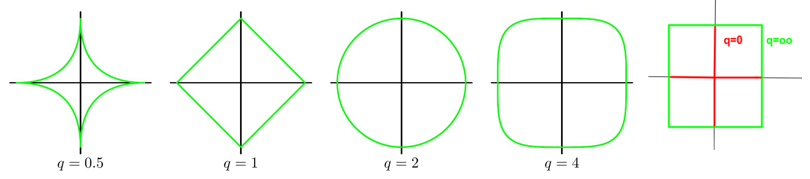 q=0
q=oo
q = 0.5
q = 1
q = 2
q = 4